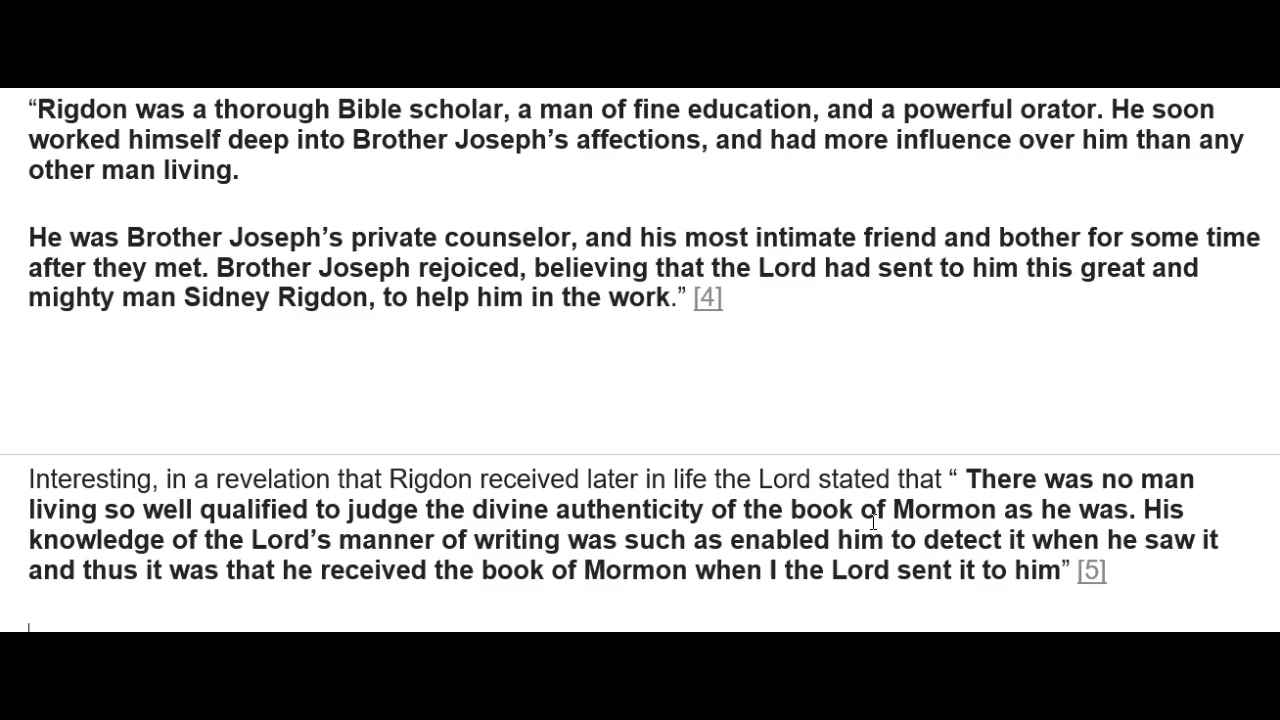 “Rigdon was a thorough Bible scholar, a man of fine education, and a powerful orator. He soon
worked himself deep into Brother Joseph’s affections, and had more influence over him than any
other man living.
He was Brother Joseph’s private counselor, and his most intimate friend and bother for some time
after they met. Brother Joseph rejoiced, believing that the Lord had sent to him this great and
mighty man Sidney Rigdon, to help him in the work.” [4]
Interesting, in a revelation that Rigdon received later in life the Lord stated that “ There was no man
living so well qualified to judge the divine authenticity of the book of Mormon as he was. His
knowledge of the Lord’s manner of writing was such as enabled him to detect it when he saw it
and thus it was that he received the book of Mormon when I the Lord sent it to him” [5]